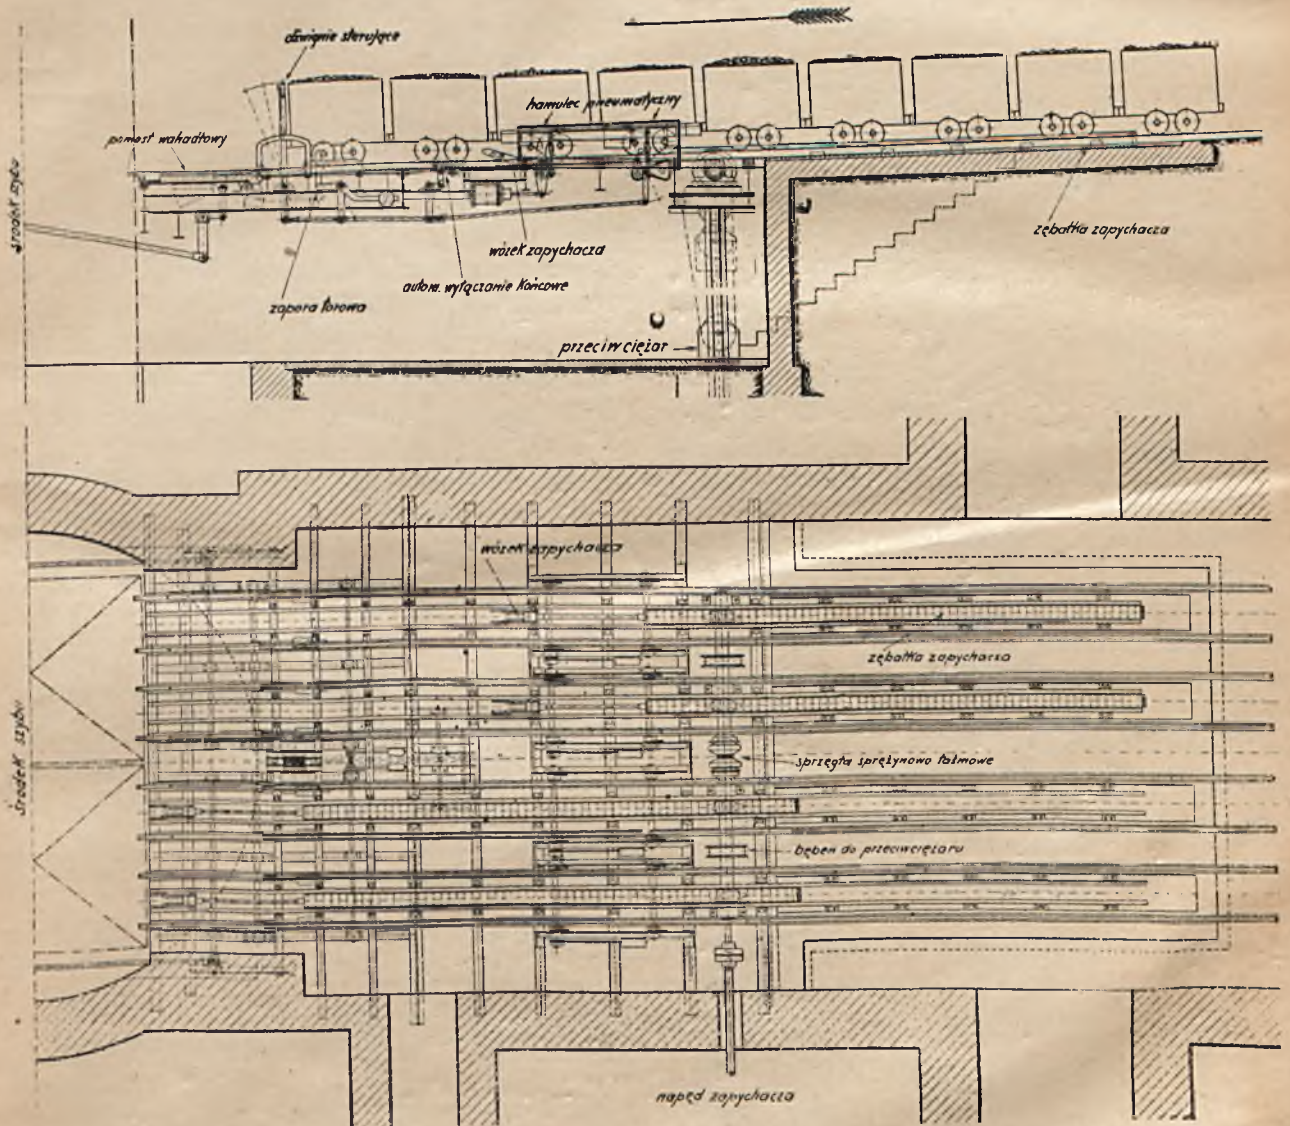 dźwignie sterujące
hamulec pneumatyczny
pomost wahadłowy
środek szybu
zębatka zapychacza
wózek zapychacza
autom. wyłączanie końcowe
zapora torowa
przeciwciężar
wózek zapychacza
zębatka zapychacza
sprzęgła sprężynowo taśmowe
środek szybu
bęben do przeciwciężaru
napęd zapychacza